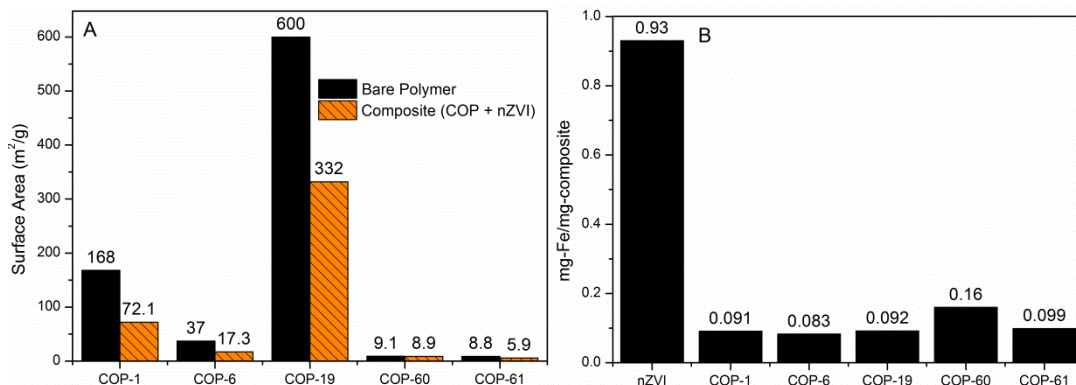 A
Surface Area (m²/g)
600
500
400
300
200
100
0
168
72.1
37
17.3
600
332
9.1
8.9
8.8
5.9
Bare Polymer
Composite (COP + nZVI)
COP-1
COP-6
COP-19
COP-60
COP-61
B
mg-Fe/mg-composite
1.0
0.8
0.6
0.4
0.2
0.0
0.93
0.091
0.083
0.092
0.16
0.099
nZVI
COP-1
COP-6
COP-19
COP-60
COP-61